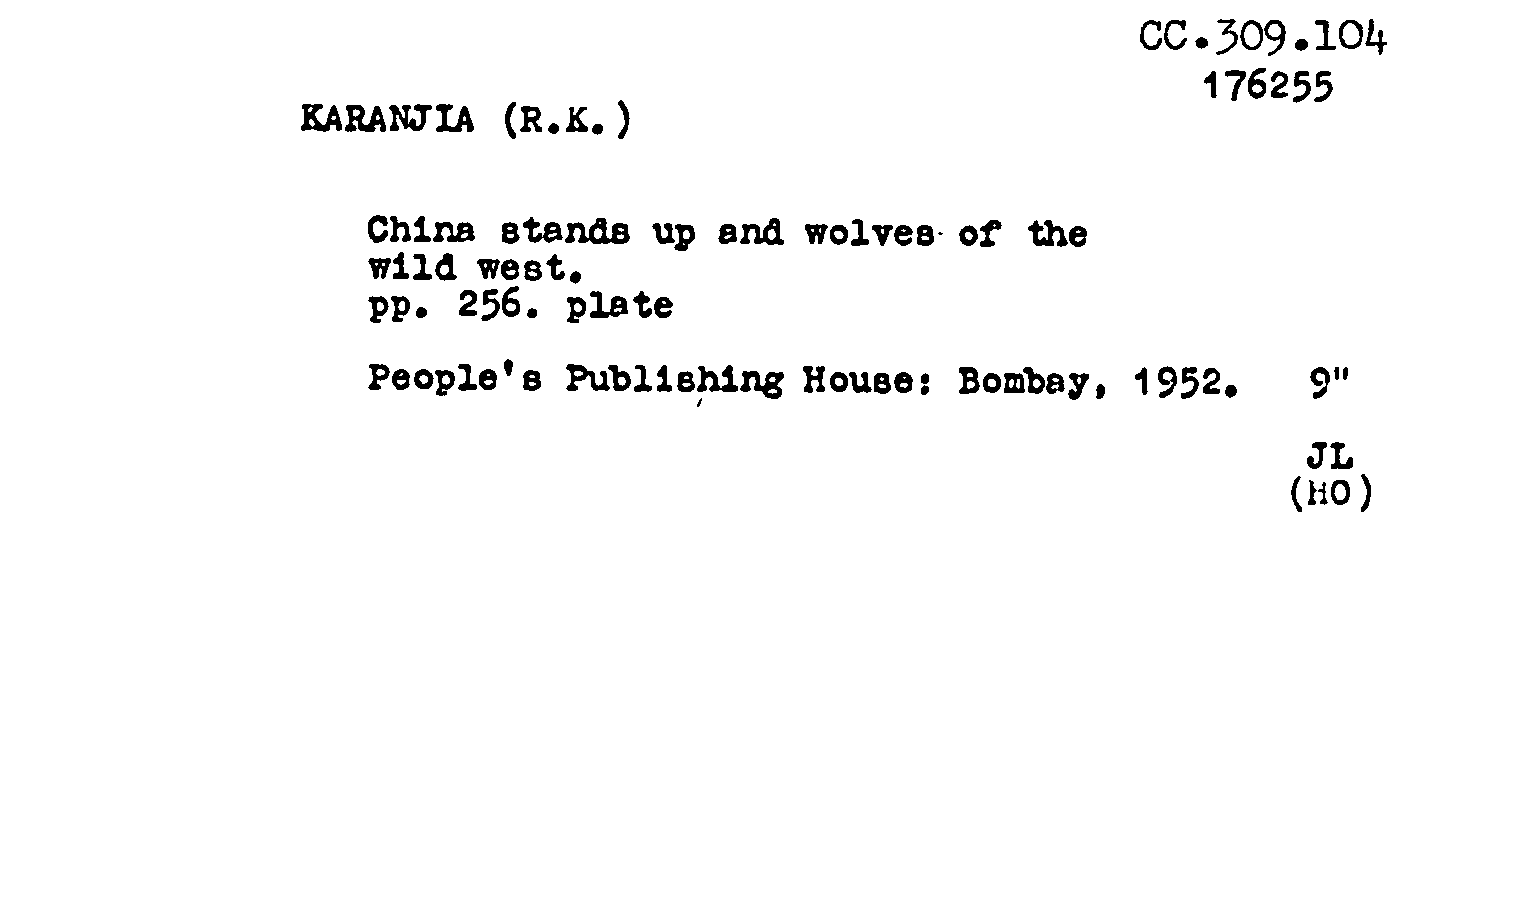 CC.309.104
176255
KARANJIA (R.K.)
China stands up and wolves of the
wild west.
pp. 256. plate
People's Publishing House: Bombay, 1952. 9"
JL
(HO)